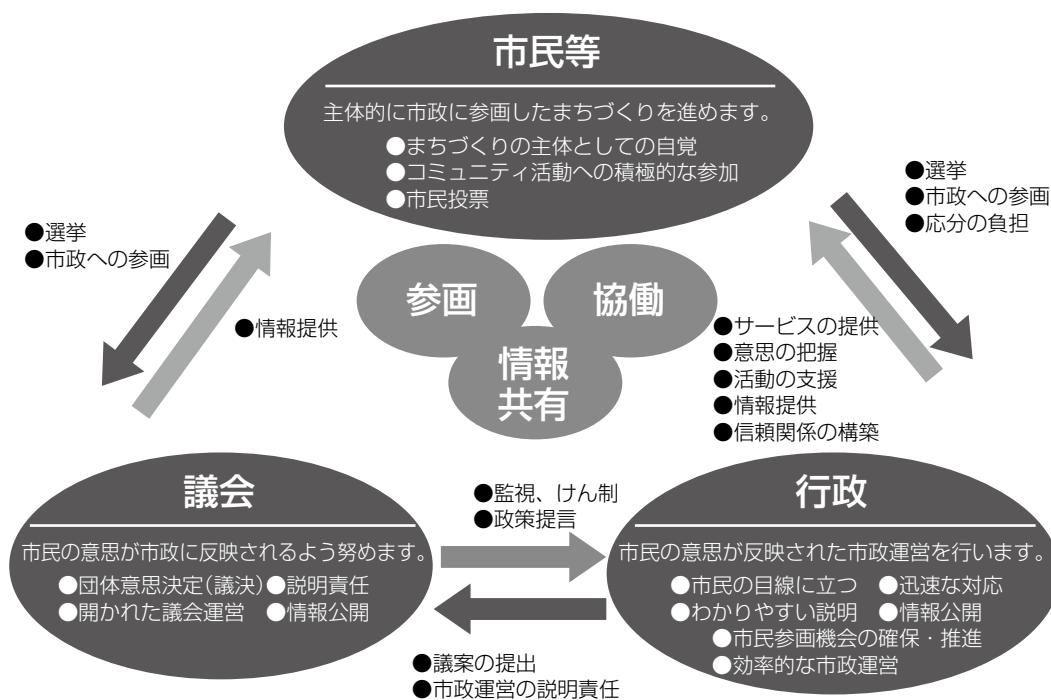 市民等
主体的に市政に参画したまちづくりを進めます。
●まちづくりの主体としての自覚
●コミュニティ活動への積極的な参加
●市民投票
●選挙
●市政への参画
●情報提供
●選挙
●市政への参画
●応分の負担
参画
協働
情報
共有
●サービスの提供
●意思の把握
●活動の支援
●情報提供
●信頼関係の構築
議会
市民の意思が市政に反映されるよう努めます。
●団体意思決定(議決)●説明責任
●開かれた議会運営 ●情報公開
●監視、けん制
●政策提言
●議案の提出
●市政運営の説明責任
行政
市民の意思が反映された市政運営を行います。
●市民の目線に立つ ●迅速な対応
●わかりやすい説明 ●情報公開
●市民参画機会の確保・推進
●効率的な市政運営